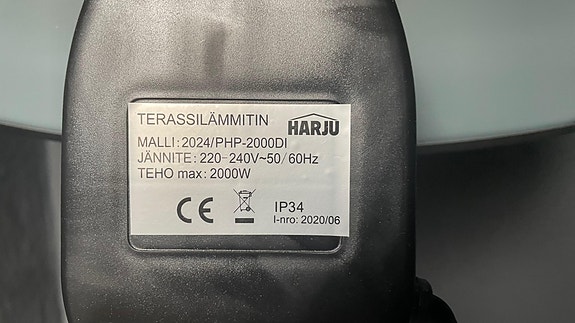 TERASSILÄMMITIN
HARJU
MALLI: 2024/PHP-2000DI
JÄNNITE: 220-240V~50/60Hz
TEHO max: 2000W
CE
IP34
I-nro: 2020/06